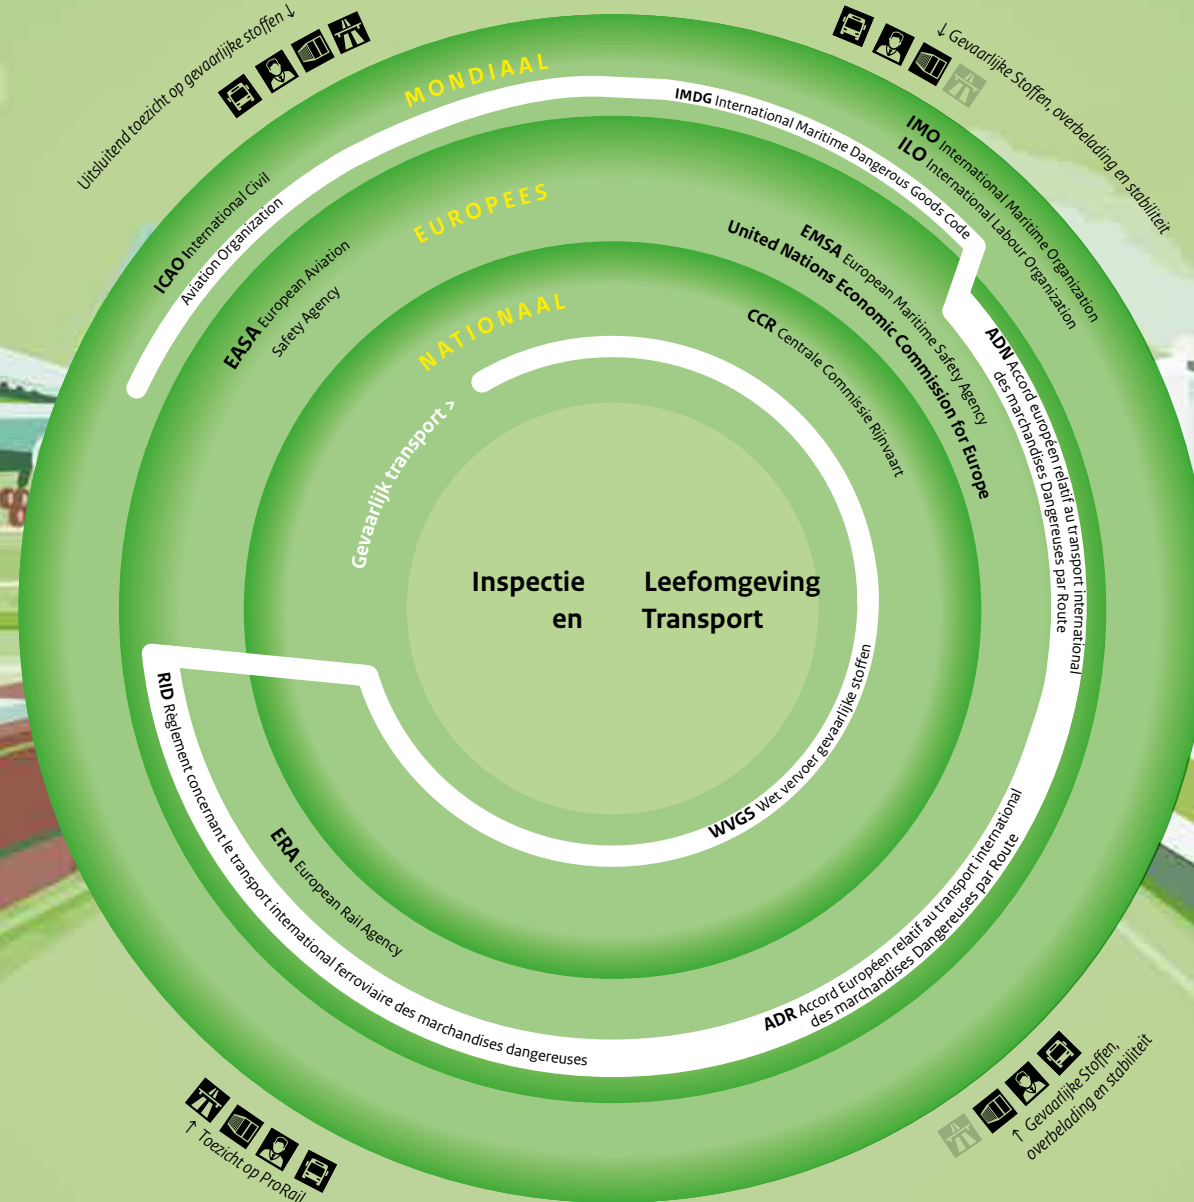 Uitsluitend toezicht op gevaarlijke stoffen ↓
↓ Gevaarlijke Stoffen, overbelading en stabiliteit
MONDIAAL
IMDG International Maritime Dangerous Goods Code
IMO International Maritime Organization
ILO International Labour Organization
ICAO International Civil
Aviation Organization
EUROPEES
EASA European Aviation
Safety Agency
EMSA European Maritime Safety Agency
United Nations Economic Commission for Europe
NATIONAAL
CCR Centrale Commissie Rijnvaart
ADN Accord européen relatif au transport international
des marchandises Dangereuses par Route
Gevaarlijk transport >
Inspectie Leefomgeving
en Transport
WVGS Wet vervoer gevaarlijke stoffen
RID Règlement concernant le transport international ferroviaire des marchandises dangereuses
ERA European Rail Agency
ADR Accord Européen relatif au transport international
des marchandises Dangereuses par Route
↑ Toezicht op ProRail
↑ Gevaarlijke Stoffen,
overbelading en stabiliteit